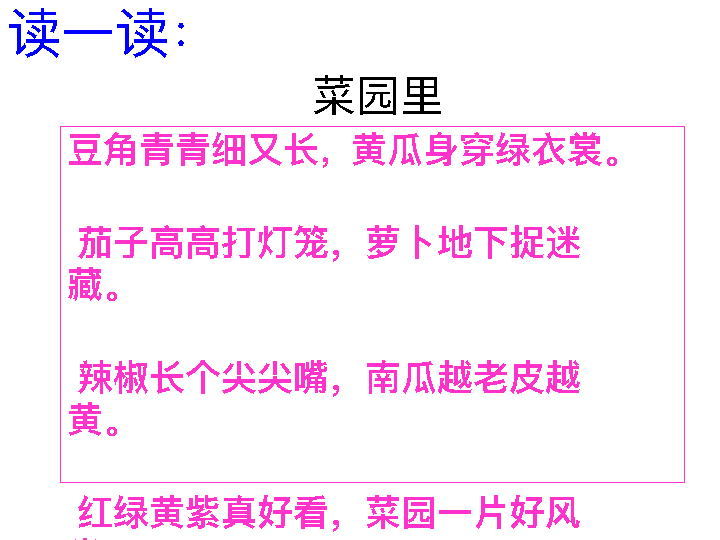 读一读：
菜园里
豆角青青细又长，黄瓜身穿绿衣裳。
茄子高高打灯笼，萝卜地下捉迷
藏。
辣椒长个尖尖嘴，南瓜越老皮越
黄。
红绿黄紫真好看，菜园一片好风